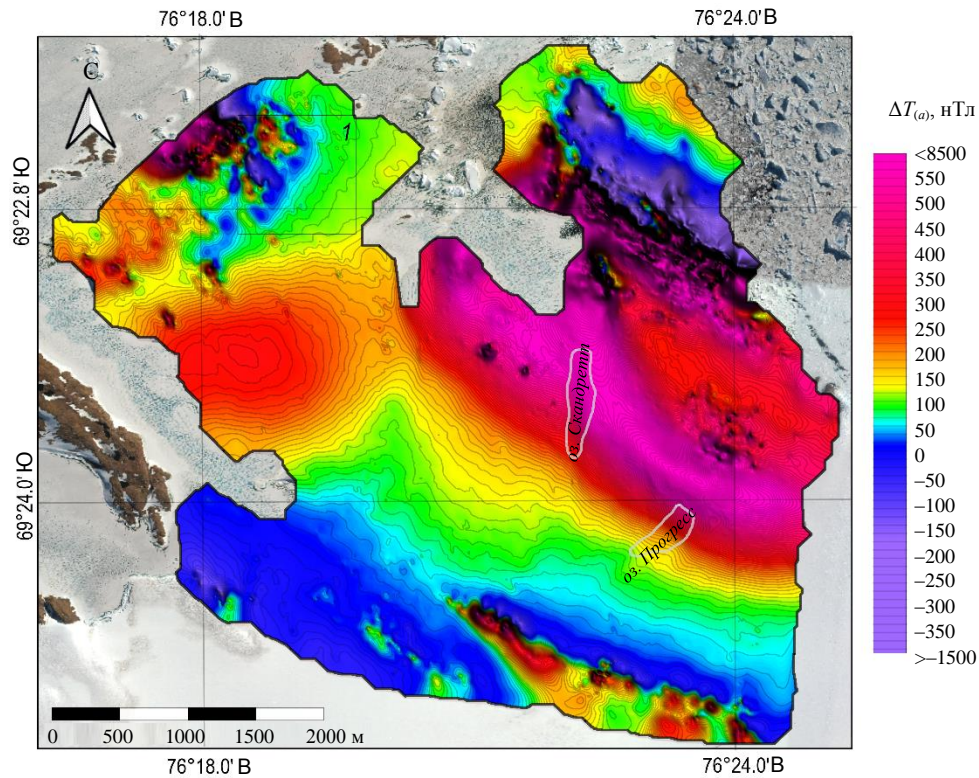 76°18.0' В
76°24.0' В
С
1
69°22.8' Ю
69°24.0' Ю
оз. Скандретт
оз. Прогресс
0 500 1000 1500 2000 м
76°18.0' В
76°24.0' В
ΔT(a), нТл
<8500
550
500
450
400
350
300
250
200
150
100
50
0
–50
–100
–150
–200
–250
–300
–350
>–1500